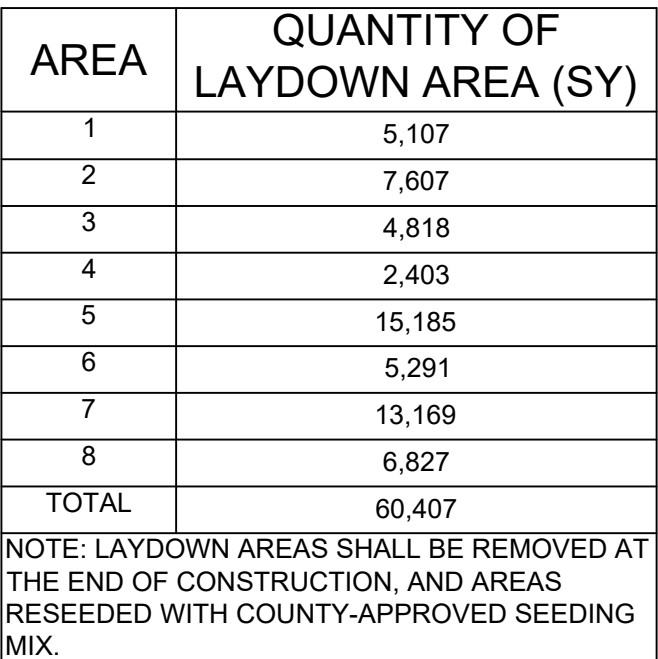 AREA QUANTITY OF
LAYDOWN AREA (SY)
1 5,107
2 7,607
3 4,818
4 2,403
5 15,185
6 5,291
7 13,169
8 6,827
TOTAL 60,407
NOTE: LAYDOWN AREAS SHALL BE REMOVED AT
THE END OF CONSTRUCTION, AND AREAS
RESEEDED WITH COUNTY-APPROVED SEEDING
MIX.